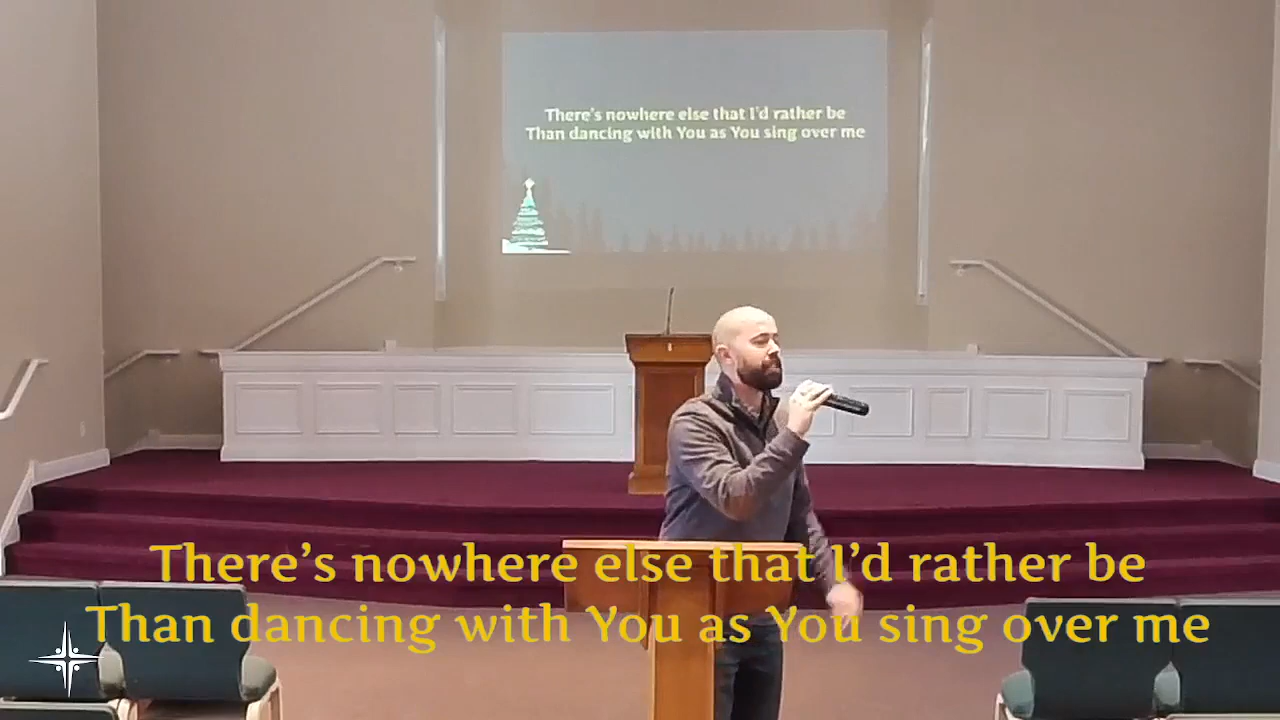 There's nowhere else that I'd rather be
Than dancing with You as You sing over me
There's nowhere else that I'd rather be
Than dancing with You as You sing over me